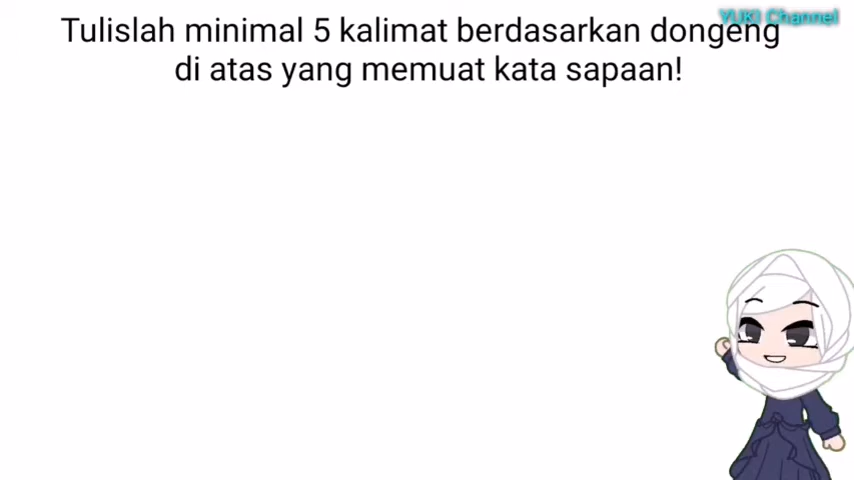 YUKI Channel
Tulislah minimal 5 kalimat berdasarkan dongeng
di atas yang memuat kata sapaan!